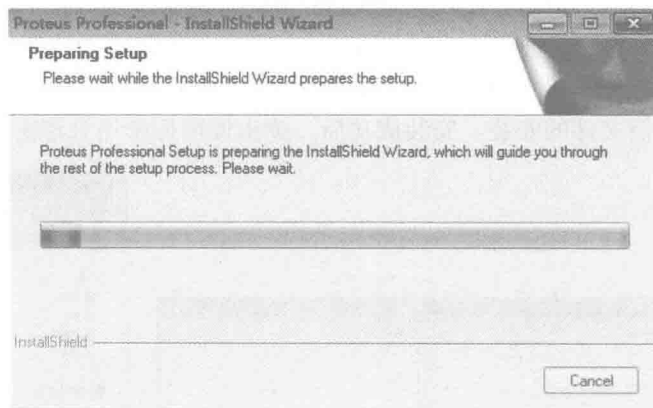 Proteus Professional - InstallShield Wizard
Preparing Setup
Please wait while the InstallShield Wizard prepares the setup.
Proteus Professional Setup is preparing the InstallShield Wizard, which will guide you through
the rest of the setup process. Please wait.
InstallShield
Cancel